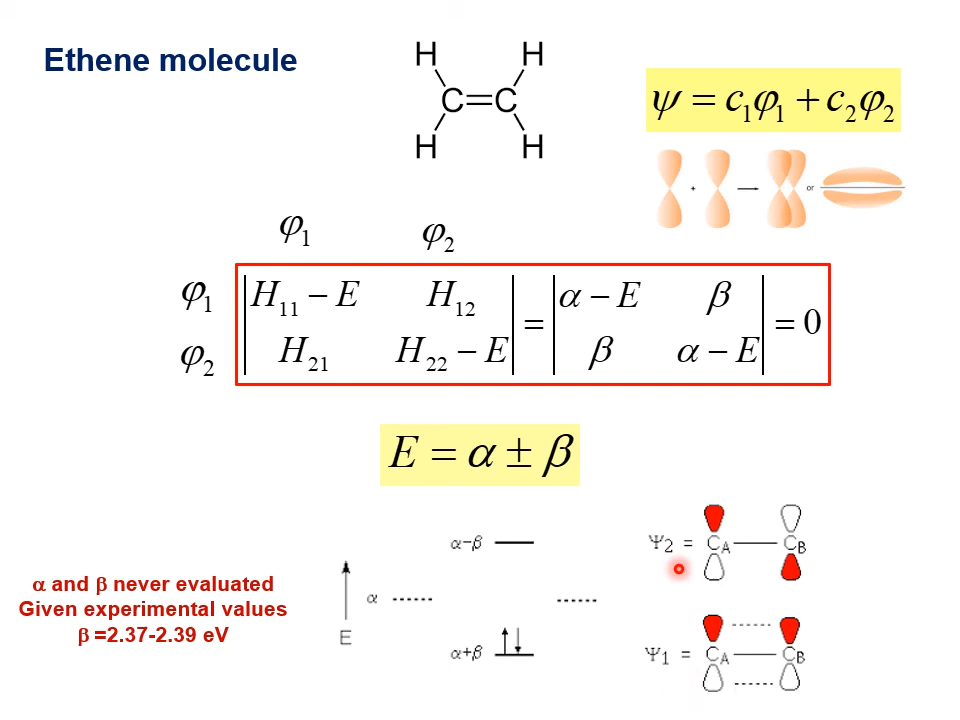 Ethene molecule
H H
C=C
H H
ψ = c₁φ₁ + c₂φ₂
+ → or
φ₁ φ₂
φ₁ | H₁₁ − E H₁₂ | = | α − E β | = 0
φ₂ | H₂₁ H₂₂ − E | | β α − E |
E = α ± β
α−β
Ψ₂ = C_A C_B
α and β never evaluated
Given experimental values
β =2.37-2.39 eV
α
E
α+β
Ψ₁ = C_A C_B